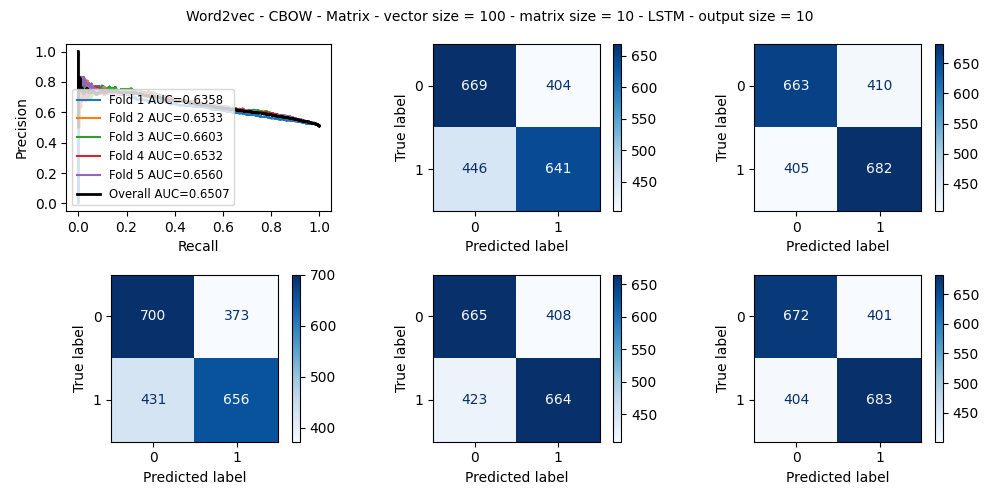 Word2vec - CBOW - Matrix - vector size = 100 - matrix size = 10 - LSTM - output size = 10
1.0
0.8
0.6
0.4
0.2
0.0
Precision
Fold 1 AUC=0.6358
Fold 2 AUC=0.6533
Fold 3 AUC=0.6603
Fold 4 AUC=0.6532
Fold 5 AUC=0.6560
Overall AUC=0.6507
0.0 0.2 0.4 0.6 0.8 1.0
Recall
True label
0
1
669 404
446 641
0 1
Predicted label
650
600
550
500
450
True label
0
1
663 410
405 682
0 1
Predicted label
650
600
550
500
450
True label
0
1
700 373
431 656
0 1
Predicted label
700
600
500
400
True label
0
1
665 408
423 664
0 1
Predicted label
650
600
550
500
450
True label
0
1
672 401
404 683
0 1
Predicted label
650
600
550
500
450